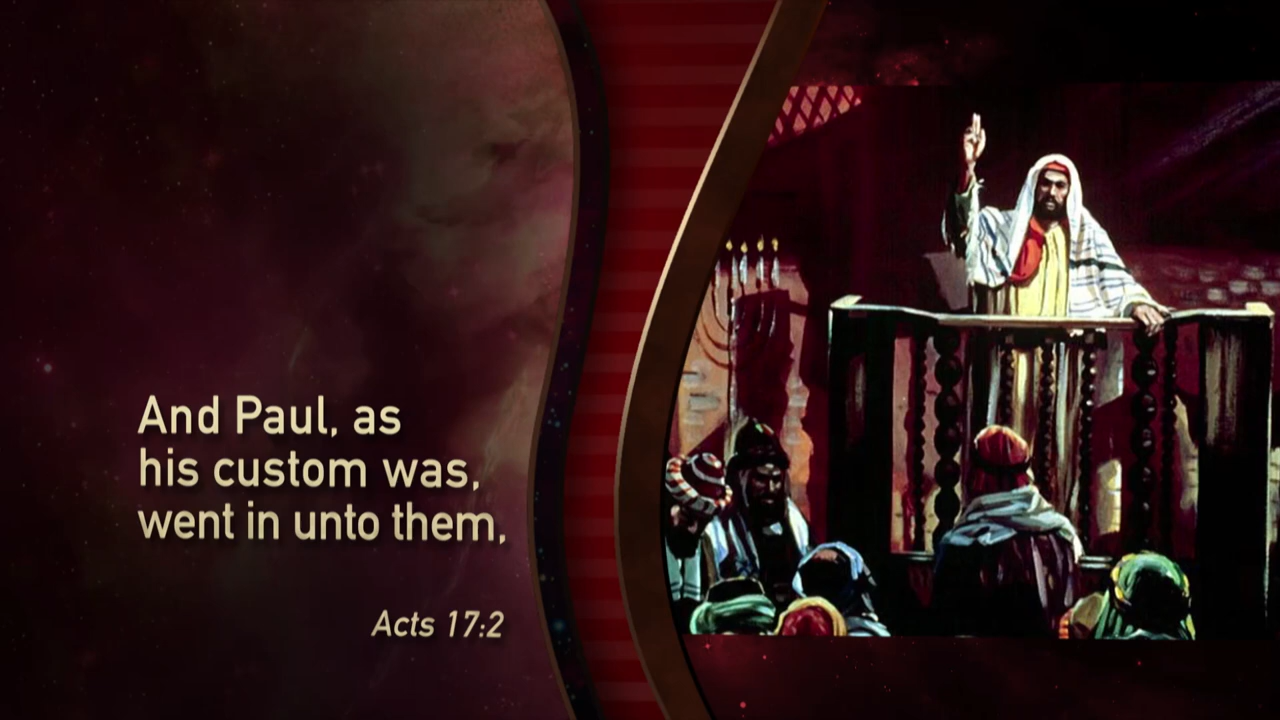 And Paul, as
his custom was,
went in unto them,
Acts 17:2